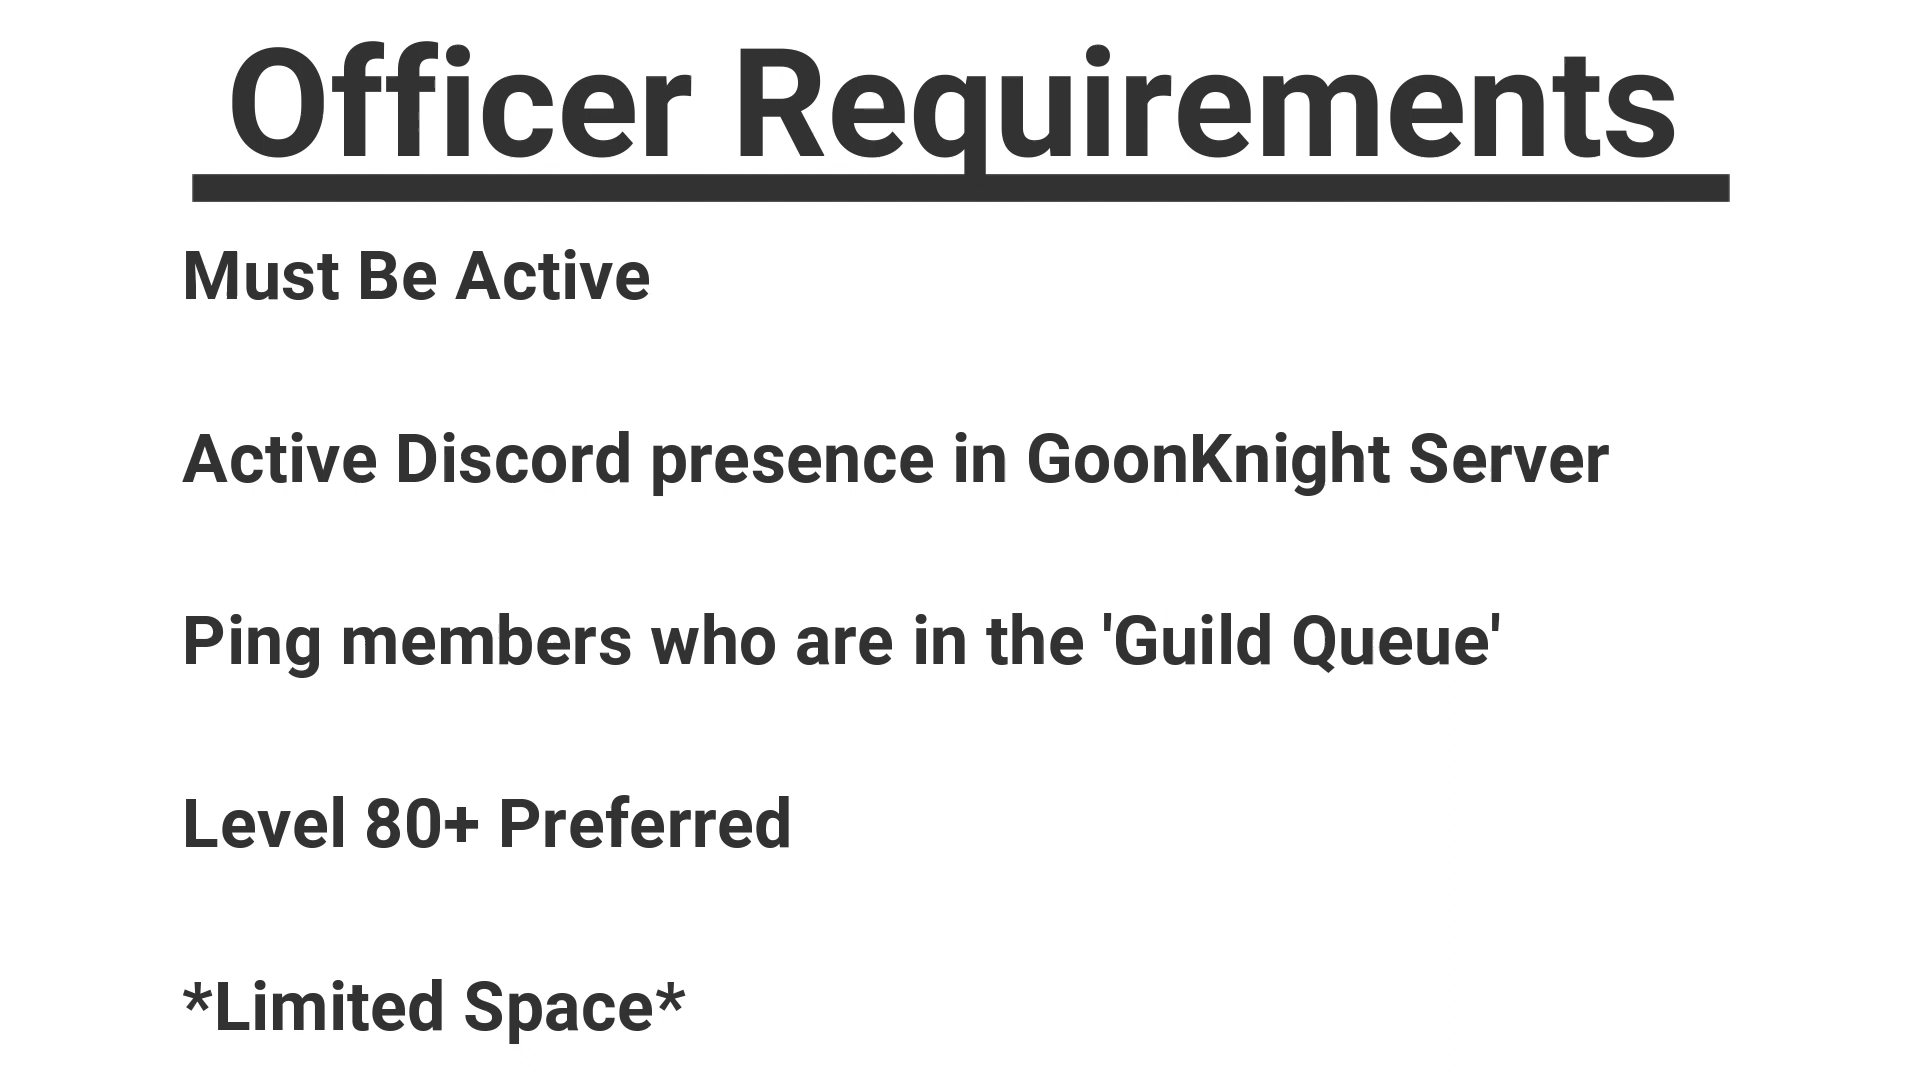 Officer Requirements
Must Be Active
Active Discord presence in GoonKnight Server
Ping members who are in the 'Guild Queue'
Level 80+ Preferred
*Limited Space*